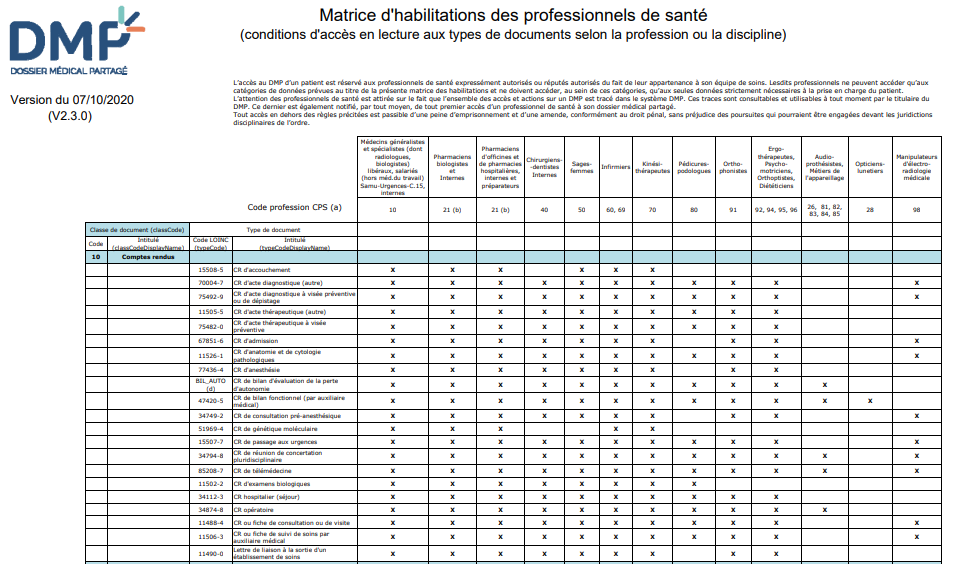 DMP
DOSSIER MÉDICAL PARTAGÉ
Version du 07/10/2020
(V2.3.0)
Matrice d'habilitations des professionnels de santé
(conditions d'accès en lecture aux types de documents selon la profession ou la discipline)
L'accès au DMP d'un patient est réservé aux professionnels de santé expressément autorisés ou réputés autorisés du fait de leur appartenance à son équipe de soins. Lesdits professionnels ne peuvent accéder qu'aux
catégories de données prévues au titre de la présente matrice des habilitations et ne doivent accéder, au sein de ces catégories, qu'aux seules données strictement nécessaires à la prise en charge du patient.
L'attention des professionnels de santé est attirée sur le fait que l'ensemble des accès et actions sur un DMP est tracé dans le système DMP. Ces traces sont consultables et utilisables à tout moment par le titulaire du
DMP. Ce dernier est également notifié, par tout moyen, de tout premier accès d'un professionnel de santé à son dossier médical partagé.
Tout accès en dehors des règles précitées est passible d'une peine d'emprisonnement et d'une amende, conformément au droit pénal, sans préjudice des poursuites qui pourraient être engagées devant les juridictions
disciplinaires de l'ordre.
Médecins généralistes
et spécialistes (dont
radiologues,
biologistes)
libéraux, salariés
(hors méd.du travail)
Samu-Urgences-C.15,
internes
Pharmaciens
biologistes
et
Internes
Pharmaciens
d'officines et
de pharmacies
hospitalières,
internes et
préparateurs
Chirurgiens-
-dentistes
Internes
Sages-
femmes
Infirmiers
Kinési-
thérapeutes
Pédicures-
podologues
Ortho-
phonistes
Ergo-
thérapeutes,
Psycho-
motriciens,
Orthoptistes,
Diététiciens
Audio-
prothésistes,
Métiers de
l'appareillage
Opticiens-
lunetiers
Manipulateurs
d'électro-
radiologie
médicale
Code profession CPS (a) 10 21 (b) 21 (b) 40 50 60, 69 70 80 91 92, 94, 95, 96 26, 81, 82, 83, 84, 85 28 98
Classe de document (classCode) Type de document
Code Intitulé (classCodeDisplayName) Code LOINC (typeCode) Intitulé (typeCodeDisplayName)
10 Comptes rendus
15508-5 CR d'accouchement x x x x x x
70004-7 CR d'acte diagnostique (autre) x x x x x x x x x x x
75492-9 CR d'acte diagnostique à visée préventive ou de dépistage x x x x x x x x x x x
11505-5 CR d'acte thérapeutique (autre) x x x x x x x x x x
75482-0 CR d'acte thérapeutique à visée préventive x x x x x x x x x x
67851-6 CR d'admission x x x x x x x x x x
11526-1 CR d'anatomie et de cytologie pathologiques x x x x x x x x x x x
77436-4 CR d'anesthésie x x x x x x x x x
BIL_AUTO (d) CR de bilan d'évaluation de la perte d'autonomie x x x x x x x x x x x
47420-5 CR de bilan fonctionnel (par auxiliaire médical) x x x x x x x x x x x x
34749-2 CR de consultation pré-anesthésique x x x x x x x x x x
51969-4 CR de génétique moléculaire x x x x x
15507-7 CR de passage aux urgences x x x x x x x x x x x
34794-8 CR de réunion de concertation pluridisciplinaire x x x x x x x x x x x x
85208-7 CR de télémédecine x x x x x x x x x x x x
11502-2 CR d'examens biologiques x x x x x x x x
34112-3 CR hospitalier (séjour) x x x x x x x x x x
34874-8 CR opératoire x x x x x x x x x x x
11488-4 CR ou fiche de consultation ou de visite x x x x x x x x x x x
11506-3 CR ou fiche de suivi de soins par auxiliaire médical x x x x x x x x x x x
11490-0 Lettre de liaison à la sortie d'un établissement de soins x x x x x x x x x x